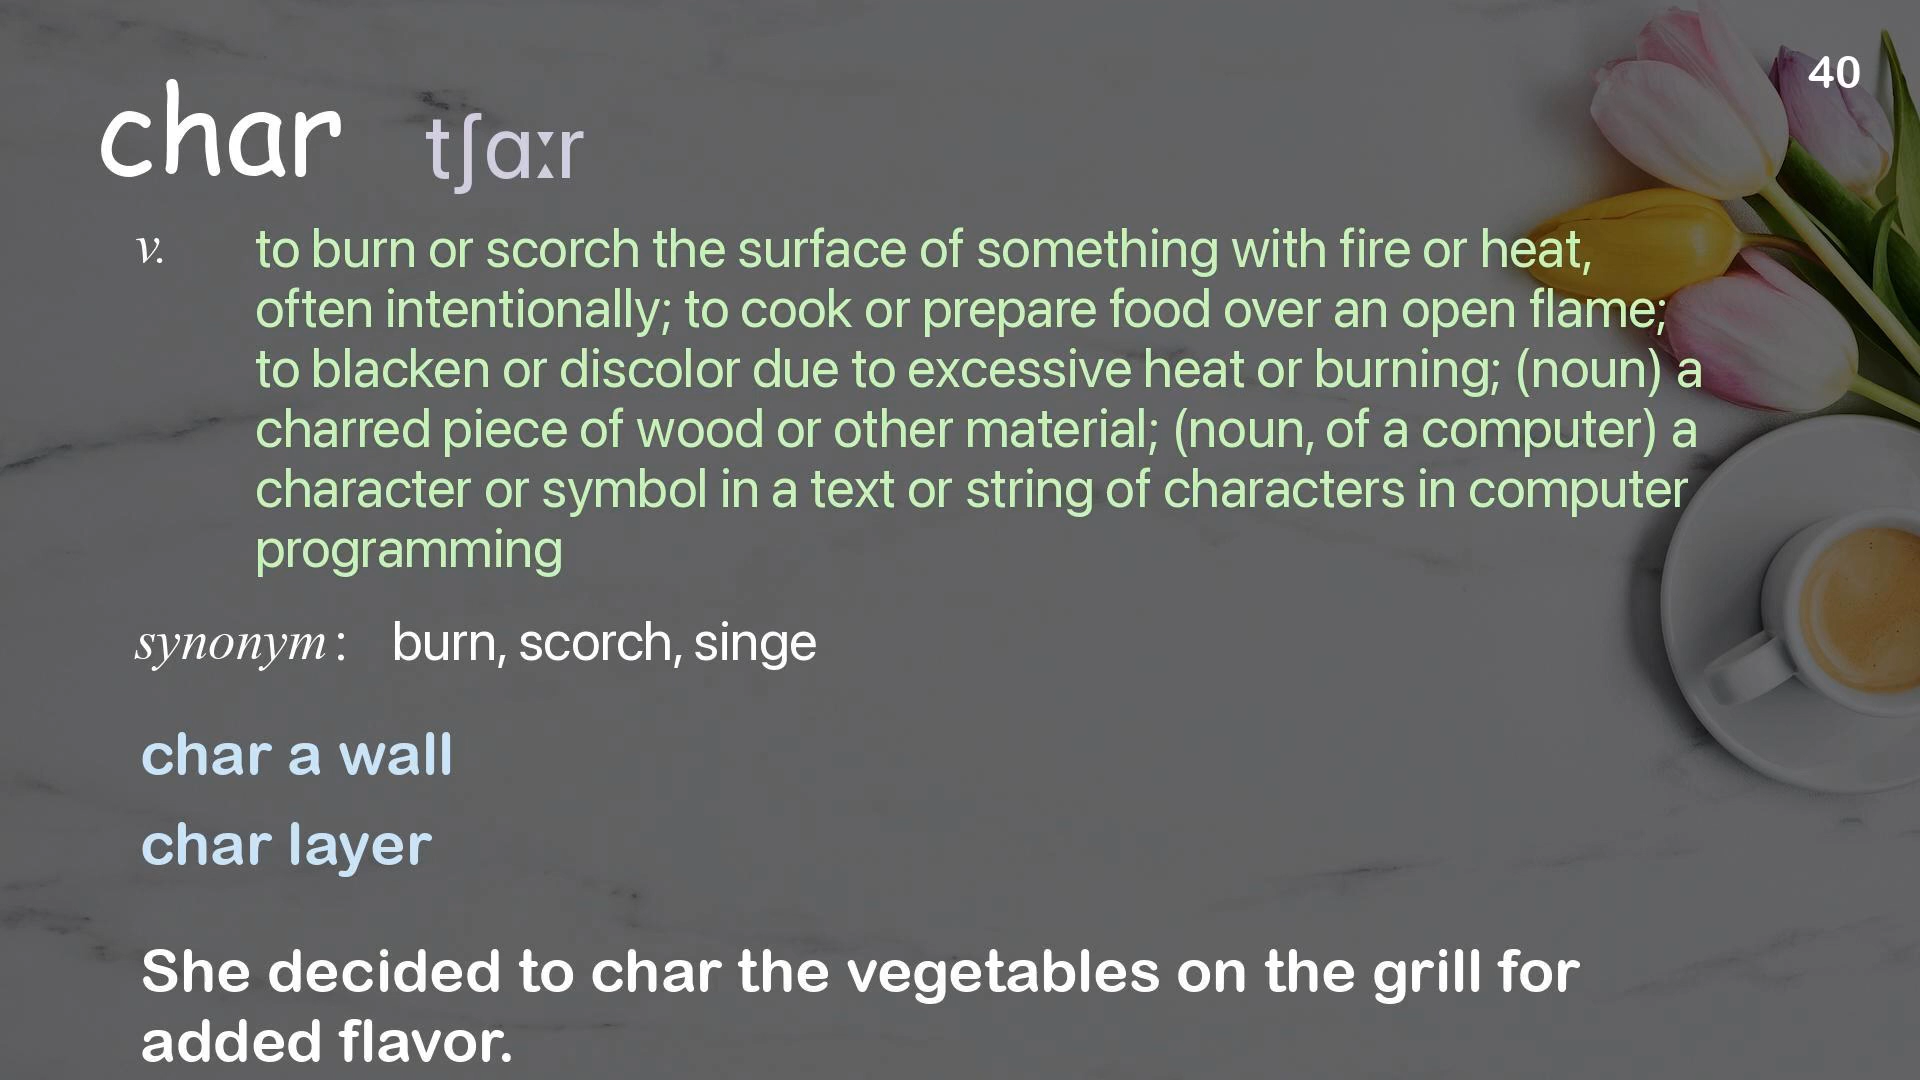 40
char tʃɑːr
v. to burn or scorch the surface of something with fire or heat,
often intentionally; to cook or prepare food over an open flame;
to blacken or discolor due to excessive heat or burning; (noun) a
charred piece of wood or other material; (noun, of a computer) a
character or symbol in a text or string of characters in computer
programming
synonym: burn, scorch, singe
char a wall
char layer
She decided to char the vegetables on the grill for
added flavor.